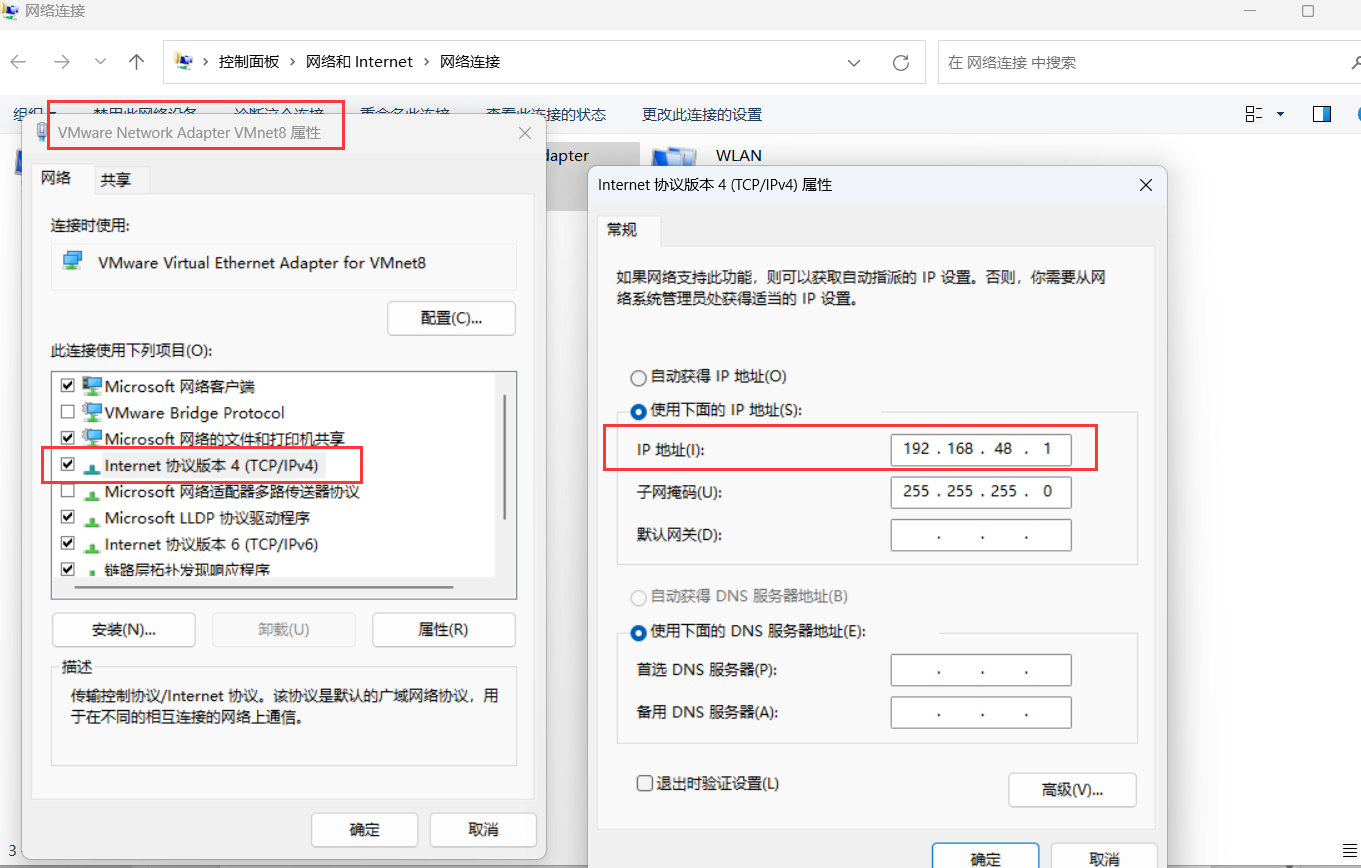 网络连接
控制面板 › 网络和 Internet › 网络连接
在 网络连接 中搜索
组织 禁用此网络设备 诊断这个连接 重命名此连接 查看此连接的状态 更改此连接的设置
VMware Network Adapter VMnet8 属性
网络 共享
连接时使用:
VMware Virtual Ethernet Adapter for VMnet8
配置(C)...
此连接使用下列项目(O):
Microsoft 网络客户端
VMware Bridge Protocol
Microsoft 网络的文件和打印机共享
Internet 协议版本 4 (TCP/IPv4)
Microsoft 网络适配器多路传送器协议
Microsoft LLDP 协议驱动程序
Internet 协议版本 6 (TCP/IPv6)
链路层拓扑发现响应程序
安装(N)... 卸载(U) 属性(R)
描述
传输控制协议/Internet 协议。该协议是默认的广域网络协议，用
于在不同的相互连接的网络上通信。
确定 取消
3
WLAN
Internet 协议版本 4 (TCP/IPv4) 属性
常规
如果网络支持此功能，则可以获取自动指派的 IP 设置。否则，你需要从网
络系统管理员处获得适当的 IP 设置。
自动获得 IP 地址(O)
使用下面的 IP 地址(S):
IP 地址(I): 192 . 168 . 48 . 1
子网掩码(U): 255 . 255 . 255 . 0
默认网关(D): . . .
自动获得 DNS 服务器地址(B)
使用下面的 DNS 服务器地址(E):
首选 DNS 服务器(P): . . .
备用 DNS 服务器(A): . . .
退出时验证设置(L)
高级(V)...
确定 取消